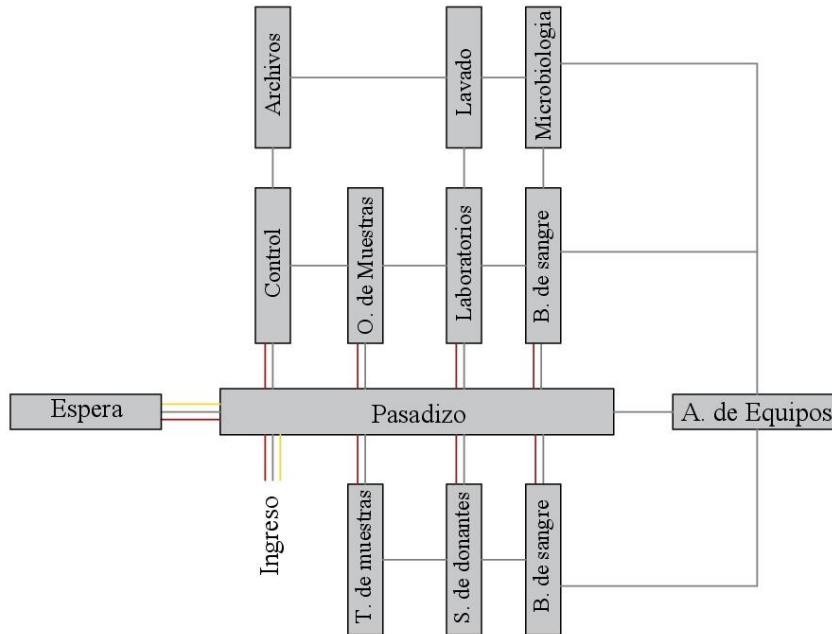 Archivos
Lavado
Microbiologia
Control
O. de Muestras
Laboratorios
B. de sangre
Espera
Pasadizo
A. de Equipos
Ingreso
T. de muestras
S. de donantes
B. de sangre